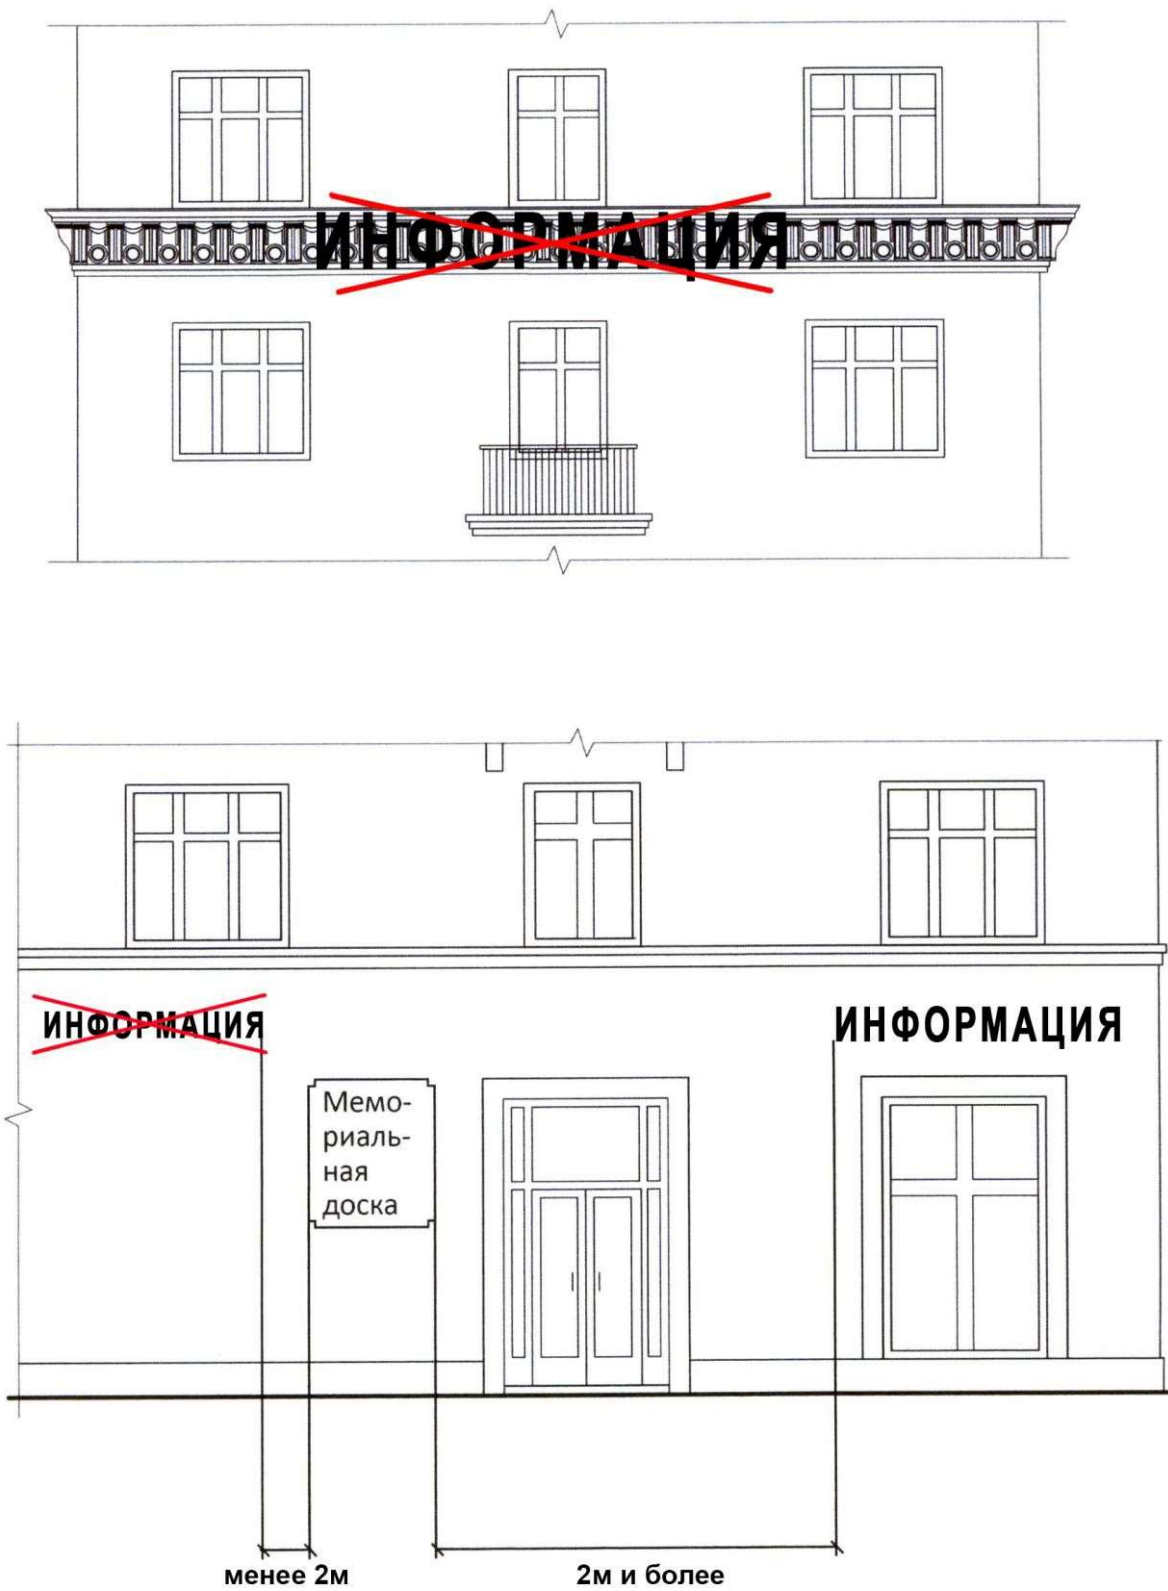 ИНФОРМАЦИЯ
ИНФОРМАЦИЯ
ИНФОРМАЦИЯ
Мемо-
риаль-
ная
доска
менее 2м
2м и более